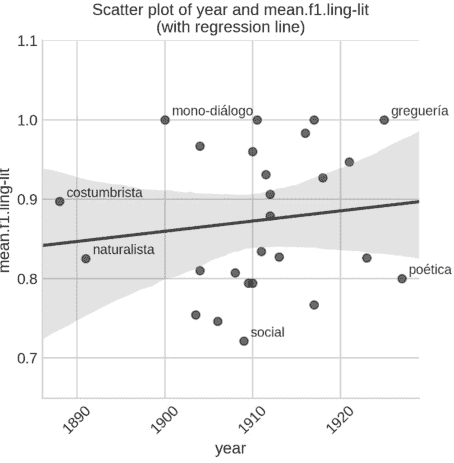 Scatter plot of year and mean.f1.ling-lit
(with regression line)
1.1
1.0
0.9
0.8
0.7
mean.f1.ling-lit
mono-diálogo
greguería
costumbrista
naturalista
poética
social
1890
1900
1910
1920
year